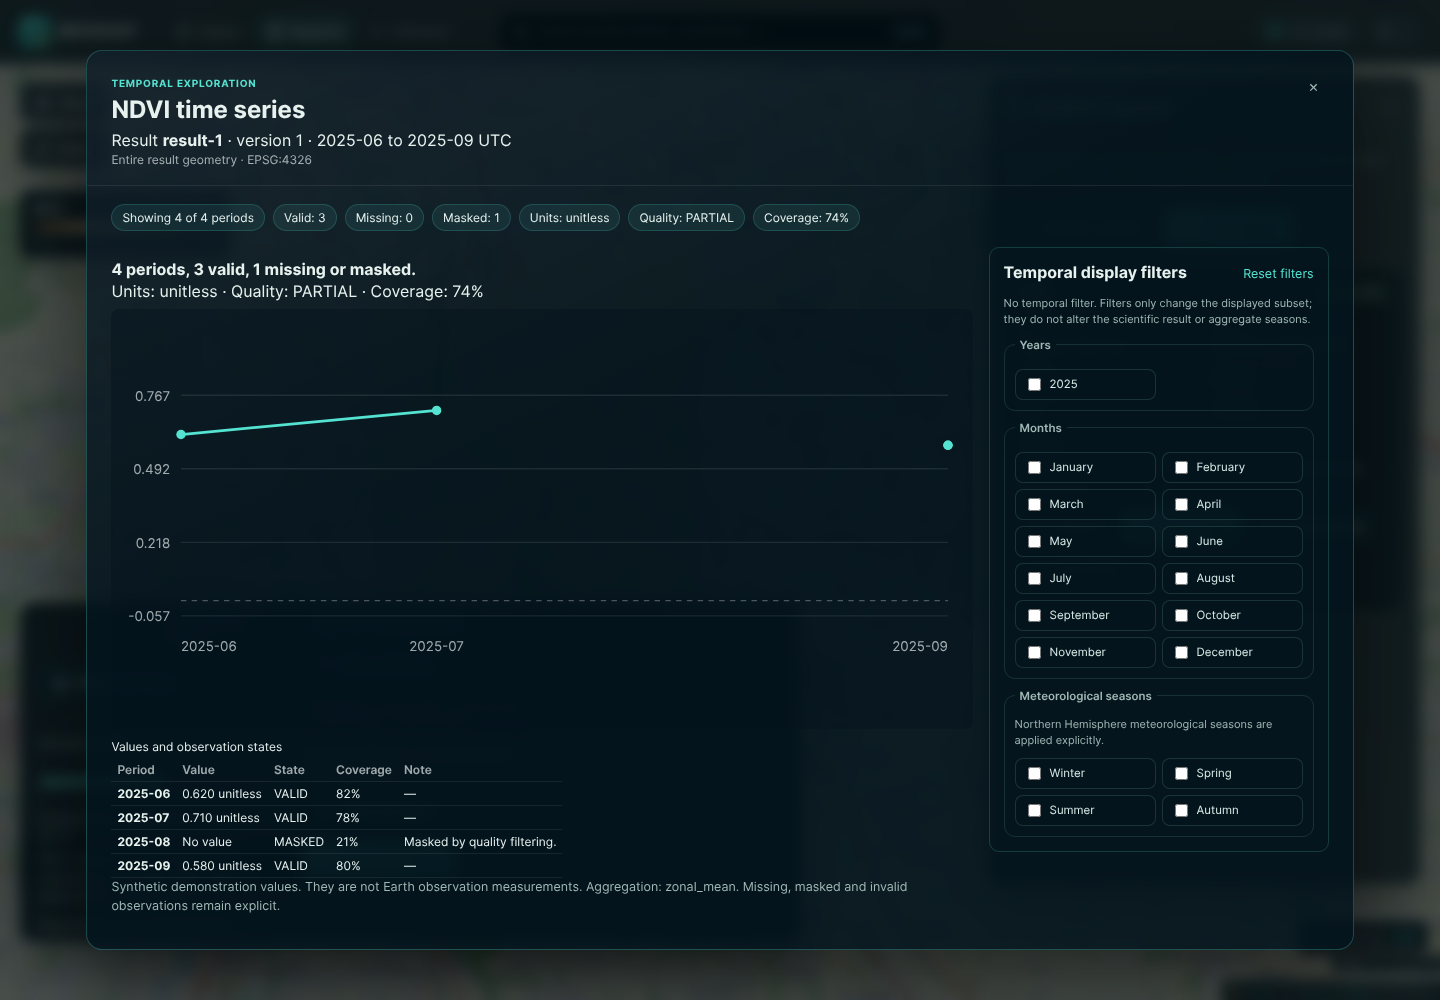 TEMPORAL EXPLORATION
NDVI time series
×
Result result-1 · version 1 · 2025-06 to 2025-09 UTC
Entire result geometry · EPSG:4326
Showing 4 of 4 periods Valid: 3 Missing: 0 Masked: 1 Units: unitless Quality: PARTIAL Coverage: 74%
4 periods, 3 valid, 1 missing or masked.
Units: unitless · Quality: PARTIAL · Coverage: 74%
0.767
0.492
0.218
-0.057
2025-06 2025-07 2025-09
Values and observation states
Period Value State Coverage Note
2025-06 0.620 unitless VALID 82% —
2025-07 0.710 unitless VALID 78% —
2025-08 No value MASKED 21% Masked by quality filtering.
2025-09 0.580 unitless VALID 80% —
Synthetic demonstration values. They are not Earth observation measurements. Aggregation: zonal_mean. Missing, masked and invalid
observations remain explicit.
Temporal display filters Reset filters
No temporal filter. Filters only change the displayed subset;
they do not alter the scientific result or aggregate seasons.
Years
2025
Months
January February
March April
May June
July August
September October
November December
Meteorological seasons
Northern Hemisphere meteorological seasons are
applied explicitly.
Winter Spring
Summer Autumn